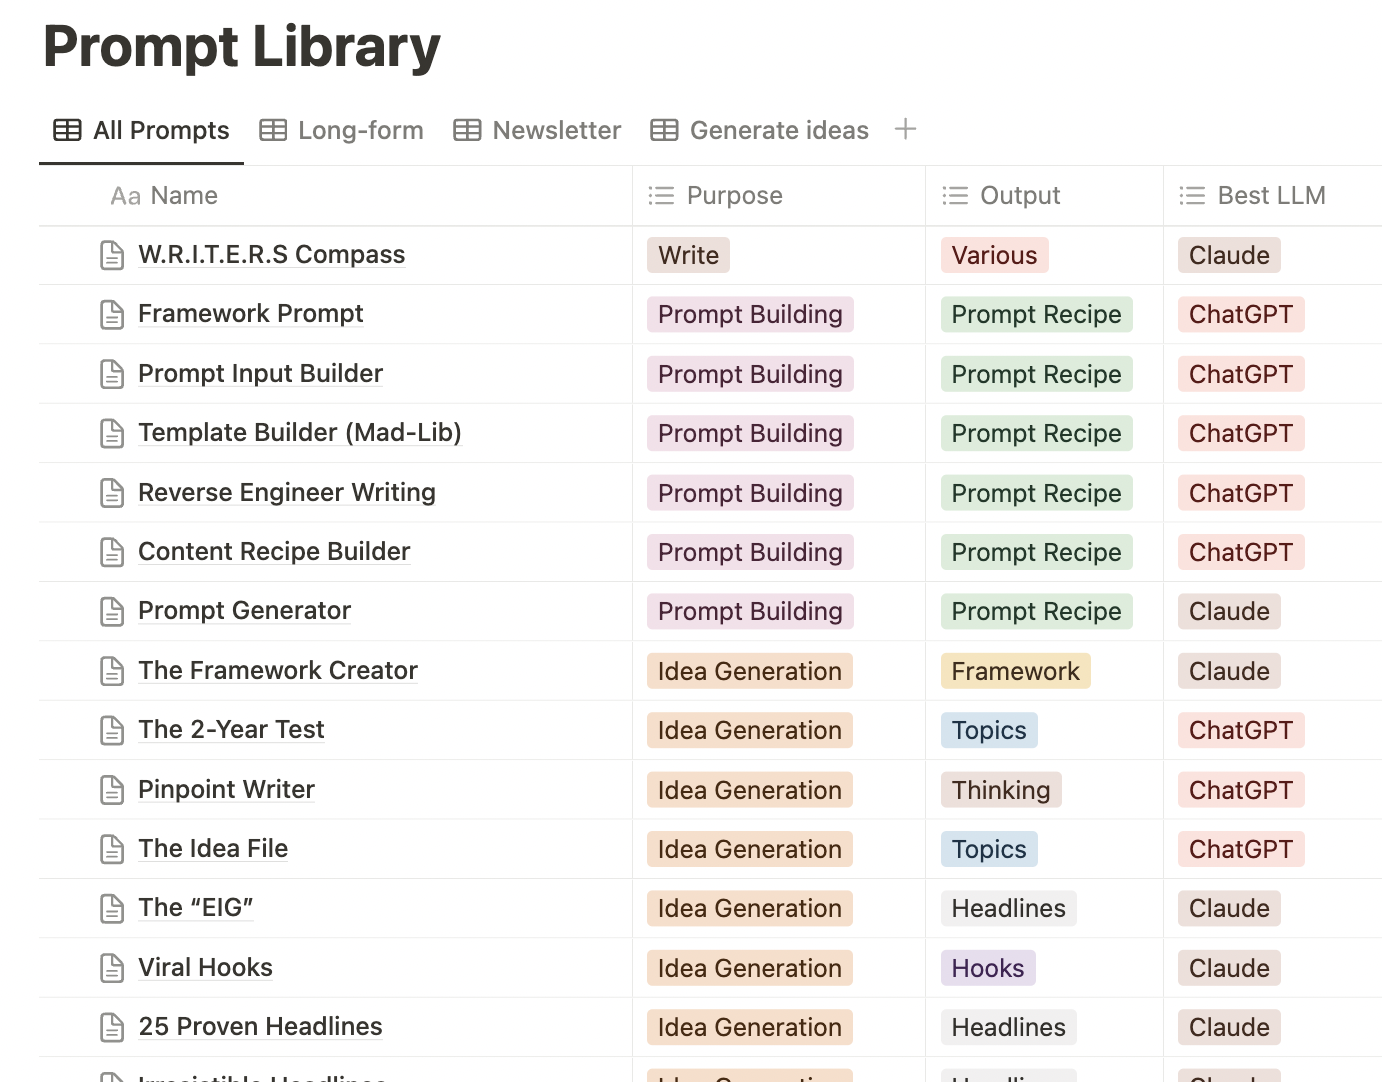 Prompt Library
All Prompts Long-form Newsletter Generate ideas +
Aa Name Purpose Output Best LLM
W.R.I.T.E.R.S Compass Write Various Claude
Framework Prompt Prompt Building Prompt Recipe ChatGPT
Prompt Input Builder Prompt Building Prompt Recipe ChatGPT
Template Builder (Mad-Lib) Prompt Building Prompt Recipe ChatGPT
Reverse Engineer Writing Prompt Building Prompt Recipe ChatGPT
Content Recipe Builder Prompt Building Prompt Recipe ChatGPT
Prompt Generator Prompt Building Prompt Recipe Claude
The Framework Creator Idea Generation Framework Claude
The 2-Year Test Idea Generation Topics ChatGPT
Pinpoint Writer Idea Generation Thinking ChatGPT
The Idea File Idea Generation Topics ChatGPT
The “EIG” Idea Generation Headlines Claude
Viral Hooks Idea Generation Hooks Claude
25 Proven Headlines Idea Generation Headlines Claude